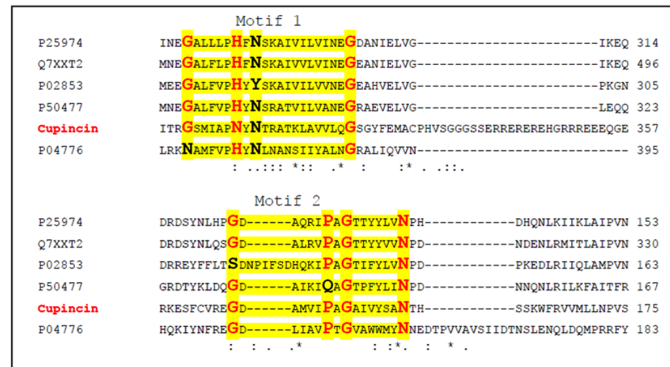 Motif 1
P25974 INEGALLLPHFNSKAIVILVINEGDANIELVG------------------------IKEQ 314
Q7XXT2 MNEGALFLPHFNSKAIVVLVINEGEANIELVG------------------------IKEQ 496
P02853 MEEGALFVPHYYSKAIVILVVNEGEAHVELVG------------------------PKGN 305
P50477 MNEGALFVPHYNSRATVILVANEGRAEVELVG------------------------LEQQ 323
Cupincin ITRGSMIAPNYNTRATKLAVVLQGSGYFEMACPHVSGGGSSERREREREHGRRREEEQGE 357
P04776 LRKNAMFVPHYNLNANSIIYALNGRALIQVVN---------------------------- 395
: .::: *:: : : :* .::.
Motif 2
P25974 DRDSYNLHPGD------AQRIPAGTTYYLVNPH----------DHQNLKIIKLAIPVN 153
Q7XXT2 DRDSYNLQSGD------ALRVPAGTTYYVVNPD----------NDENLRMITLAIPVN 330
P02853 DRREYFFLTSDNPIFSDHQKIPAGTIFYLVNPD----------PKEDLRIIQLAMPVN 163
P50477 GRDTYKLDQGD------AIKIQAGTPFYLINPD----------NNQNLRILKFAITFR 167
Cupincin RKESFCVREGD------AMVIPAGAIVYSANTH----------SSKWFRVVMLLNPVS 175
P04776 HQKIYNFREGD------LIAVPTGVAWWMYNNEDTPVVAVSIIDTNSLENQLDQMPRRFY 183
: . .* : :*. : * .